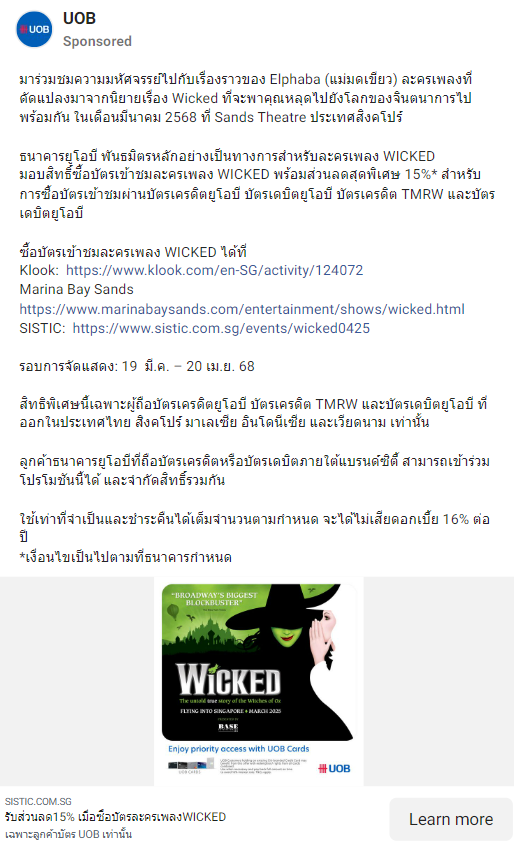 UOB
UOB
Sponsored
มาร่วมชมความมหัศจรรย์ไปกับเรื่องราวของ Elphaba (แม่มดเขียว) ละครเพลงที่
ดัดแปลงมาจากนิยายเรื่อง Wicked ที่จะพาคุณหลุดไปยังโลกของจินตนาการไป
พร้อมกัน ในเดือนมีนาคม 2568 ที่ Sands Theatre ประเทศสิงคโปร์
ธนาคารยูโอบี พันธมิตรหลักอย่างเป็นทางการสำหรับละครเพลง WICKED
มอบสิทธิ์ซื้อบัตรเข้าชมละครเพลง WICKED พร้อมส่วนลดสุดพิเศษ 15%* สำหรับ
การซื้อบัตรเข้าชมผ่านบัตรเครดิตยูโอบี บัตรเดบิตยูโอบี บัตรเครดิต TMRW และบัตร
เดบิตยูโอบี
ซื้อบัตรเข้าชมละครเพลง WICKED ได้ที่
Klook: https://www.klook.com/en-SG/activity/124072
Marina Bay Sands
https://www.marinabaysands.com/entertainment/shows/wicked.html
SISTIC: https://www.sistic.com.sg/events/wicked0425
รอบการจัดแสดง: 19 มี.ค. – 20 เม.ย. 68
สิทธิพิเศษนี้เฉพาะผู้ถือบัตรเครดิตยูโอบี บัตรเครดิต TMRW และบัตรเดบิตยูโอบี ที่
ออกในประเทศไทย สิงคโปร์ มาเลเซีย อินโดนีเซีย และเวียดนาม เท่านั้น
ลูกค้าธนาคารยูโอบีที่ถือบัตรเครดิตหรือบัตรเดบิตภายใต้แบรนด์ซิตี้ สามารถเข้าร่วม
โปรโมชันนี้ได้ และจำกัดสิทธิ์รวมกัน
ใช้เท่าที่จำเป็นและชำระคืนได้เต็มจำนวนตามกำหนด จะได้ไม่เสียดอกเบี้ย 16% ต่อ
ปี
*เงื่อนไขเป็นไปตามที่ธนาคารกำหนด
"BROADWAY'S BIGGEST
BLOCKBUSTER"
WICKED
The untold true story of the Witches of Oz
FLYING INTO SINGAPORE • MARCH 2025
BASE
Enjoy priority access with UOB Cards
UOB CARDS
UOB
SISTIC.COM.SG
รับส่วนลด15% เมื่อซื้อบัตรละครเพลงWICKED
เฉพาะลูกค้าบัตร UOB เท่านั้น
Learn more